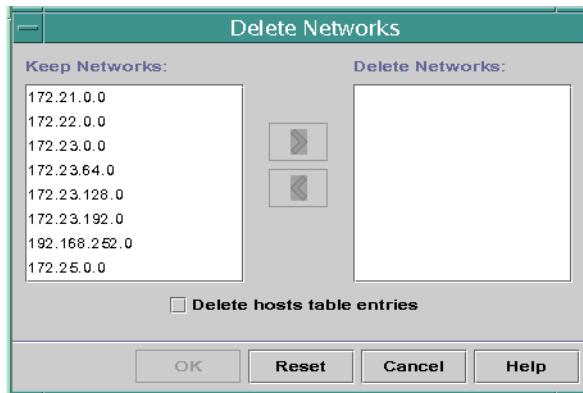 Delete Networks
Keep Networks:
Delete Networks:
172.21.0.0
172.22.0.0
172.23.0.0
172.23.64.0
172.23.128.0
172.23.192.0
192.168.252.0
172.25.0.0
Delete hosts table entries
OK
Reset
Cancel
Help